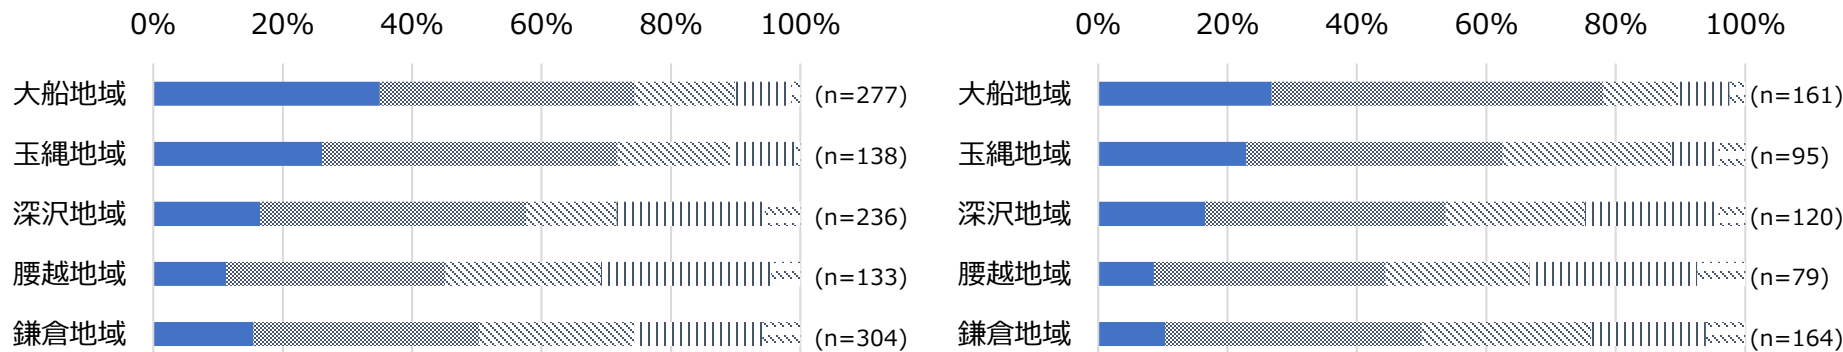 0% 20% 40% 60% 80% 100%
大船地域 (n=277)
玉縄地域 (n=138)
深沢地域 (n=236)
腰越地域 (n=133)
鎌倉地域 (n=304)
0% 20% 40% 60% 80% 100%
大船地域 (n=161)
玉縄地域 (n=95)
深沢地域 (n=120)
腰越地域 (n=79)
鎌倉地域 (n=164)